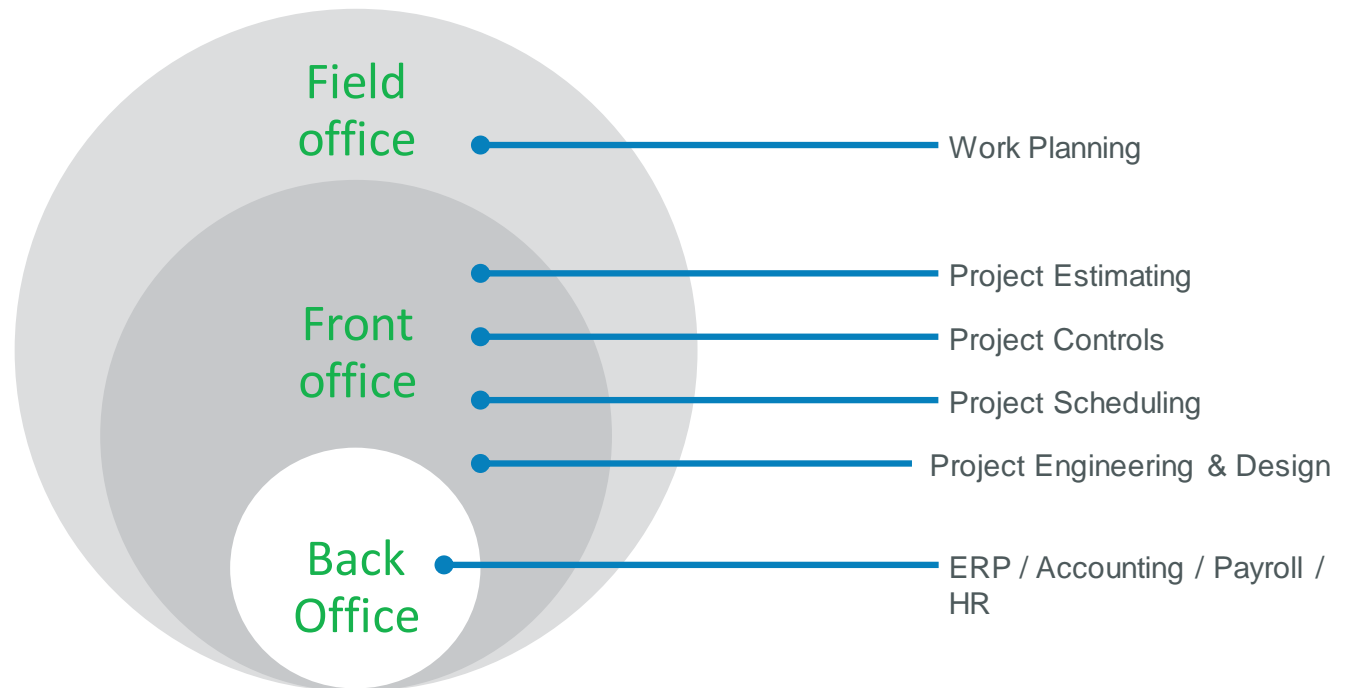 Field
office
Work Planning
Project Estimating
Front
office
Project Controls
Project Scheduling
Project Engineering & Design
Back
Office
ERP / Accounting / Payroll /
HR